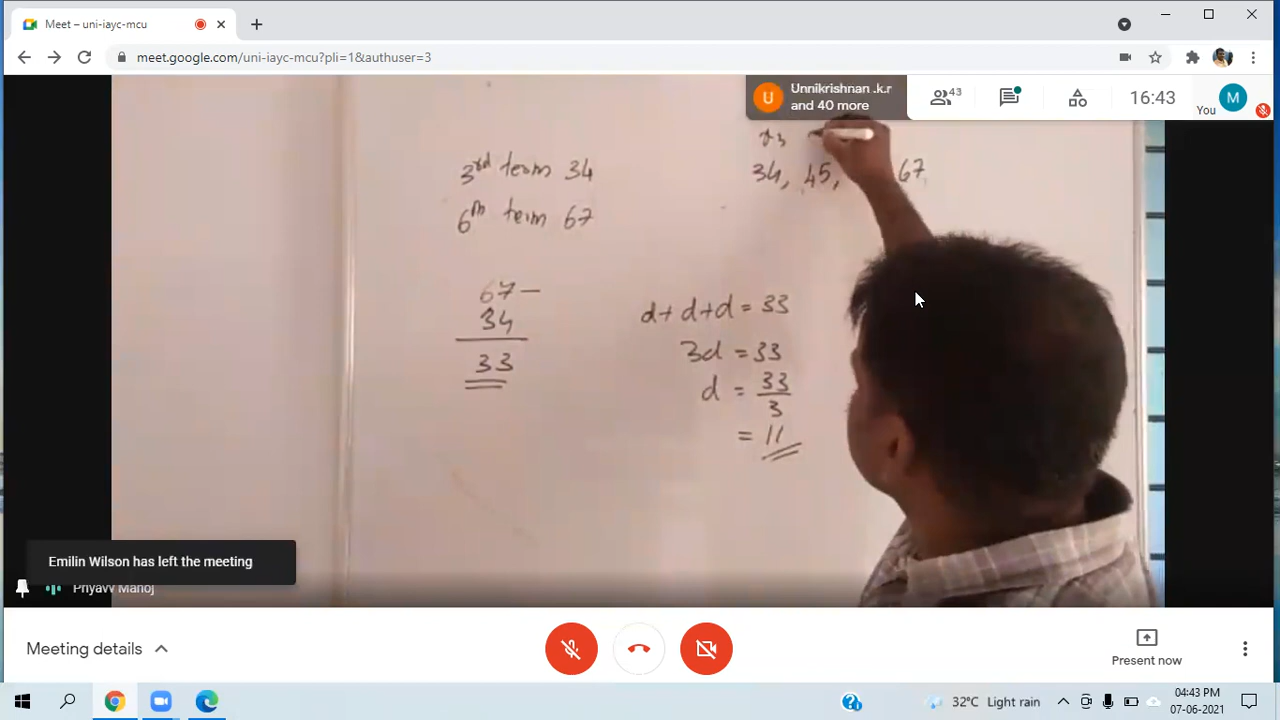 Meet – uni-iayc-mcu
meet.google.com/uni-iayc-mcu?pli=1&authuser=3
Unnikrishnan .k.r
and 40 more
43
16:43
You
M
U
x3
34, 45, 67
3rd term 34
6th term 67
67 –
34
33
d+d+d = 33
3d = 33
d = 33
3
= 11
Emilin Wilson has left the meeting
Priyavv Manoj
Meeting details
Present now
32°C Light rain
04:43 PM
07-06-2021